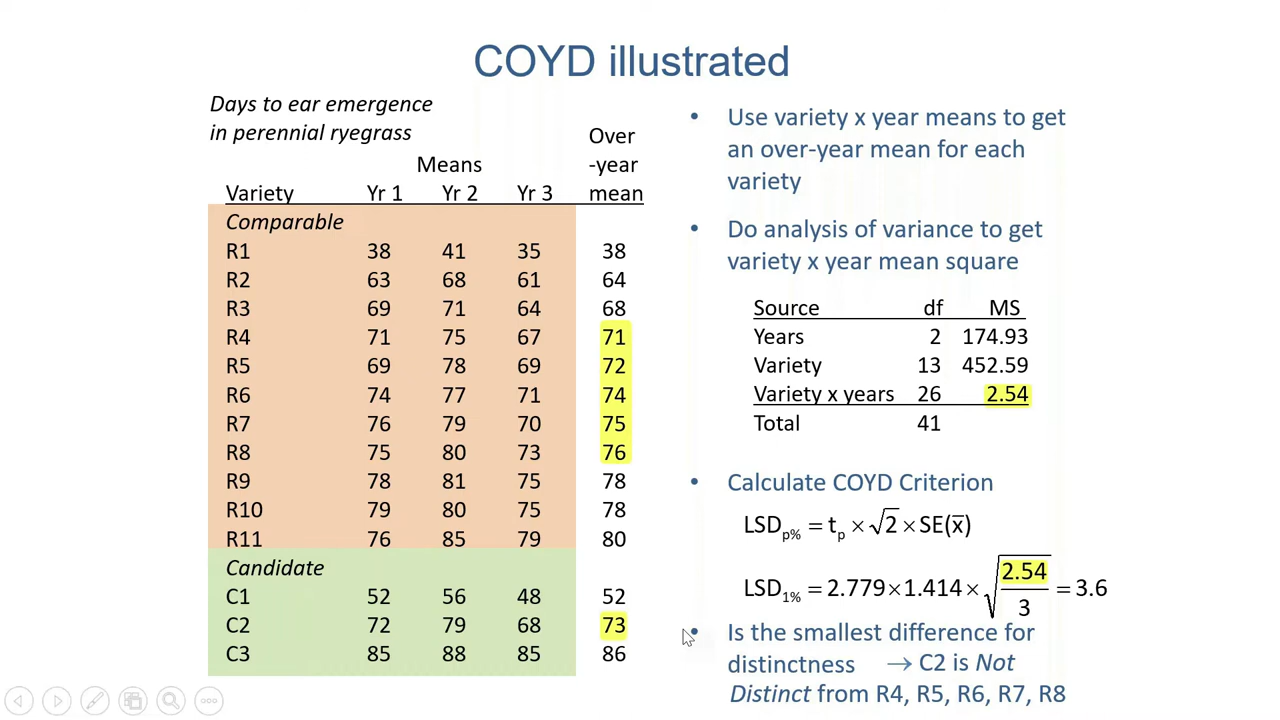 COYD illustrated
Days to ear emergence
in perennial ryegrass
Over
-year
mean
Means
Variety Yr 1 Yr 2 Yr 3
Comparable
R1 38 41 35 38
R2 63 68 61 64
R3 69 71 64 68
R4 71 75 67 71
R5 69 78 69 72
R6 74 77 71 74
R7 76 79 70 75
R8 75 80 73 76
R9 78 81 75 78
R10 79 80 75 78
R11 76 85 79 80
Candidate
C1 52 56 48 52
C2 72 79 68 73
C3 85 88 85 86
• Use variety x year means to get
an over-year mean for each
variety
• Do analysis of variance to get
variety x year mean square
Source df MS
Years 2 174.93
Variety 13 452.59
Variety x years 26 2.54
Total 41
• Calculate COYD Criterion
LSDp% = tp × √2 × SE(x̅)
LSD1% = 2.779×1.414× √(2.54/3) = 3.6
• Is the smallest difference for
distinctness → C2 is Not
Distinct from R4, R5, R6, R7, R8